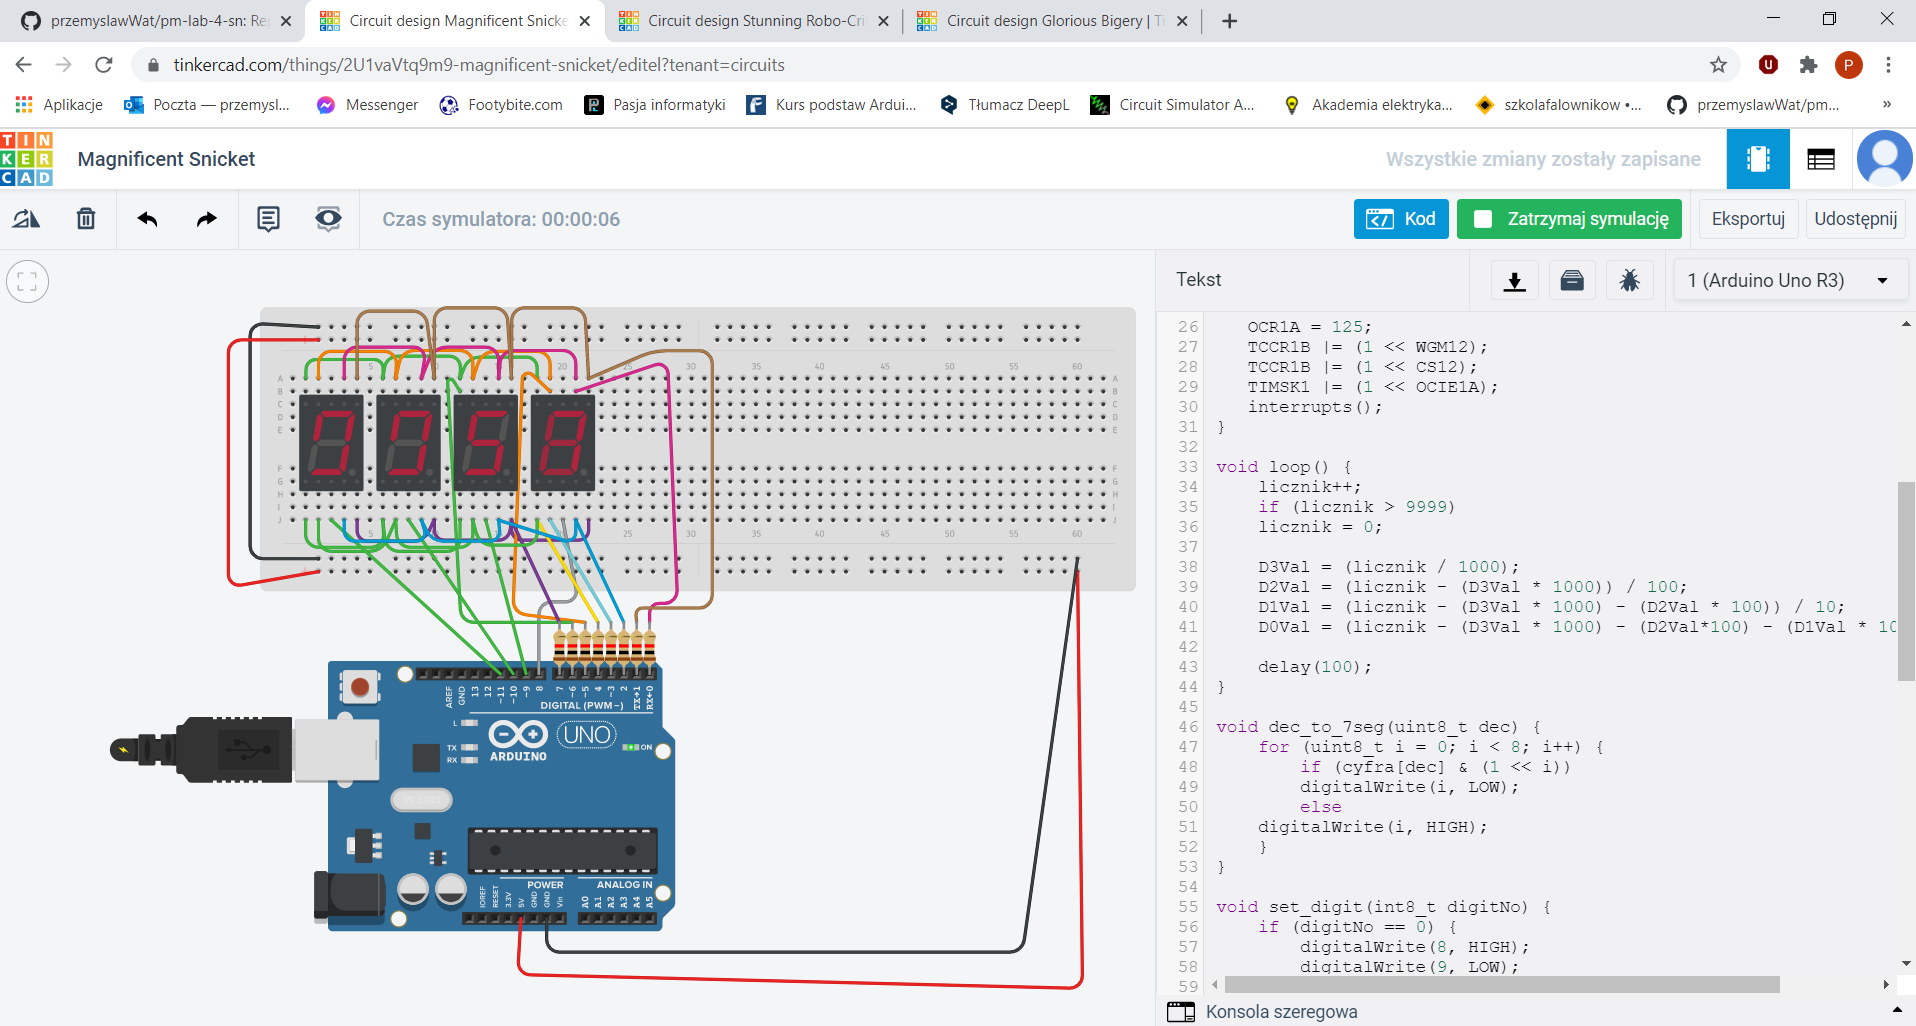 przemyslawWat/pm-lab-4-sn: Re
Circuit design Magnificent Snicke
Circuit design Stunning Robo-Cri
Circuit design Glorious Bigery | Ti
tinkercad.com/things/2U1vaVtq9m9-magnificent-snicket/editel?tenant=circuits
P
Aplikacje
Poczta — przemysl...
Messenger
Footybite.com
Pasja informatyki
Kurs podstaw Ardui...
Tłumacz DeepL
Circuit Simulator A...
Akademia elektryka...
szkolafalownikow •...
przemyslawWat/pm...
»
TIN
KER
CAD
Magnificent Snicket
Wszystkie zmiany zostały zapisane
Czas symulatora: 00:00:06
Kod
Zatrzymaj symulację
Eksportuj
Udostępnij
Tekst
1 (Arduino Uno R3)
26 OCR1A = 125;
27 TCCR1B |= (1 << WGM12);
28 TCCR1B |= (1 << CS12);
29 TIMSK1 |= (1 << OCIE1A);
30 interrupts();
31 }
32
33 void loop() {
34 licznik++;
35 if (licznik > 9999)
36 licznik = 0;
37
38 D3Val = (licznik / 1000);
39 D2Val = (licznik - (D3Val * 1000)) / 100;
40 D1Val = (licznik - (D3Val * 1000) - (D2Val * 100)) / 10;
41 D0Val = (licznik - (D3Val * 1000) - (D2Val*100) - (D1Val * 10
42
43 delay(100);
44 }
45
46 void dec_to_7seg(uint8_t dec) {
47 for (uint8_t i = 0; i < 8; i++) {
48 if (cyfra[dec] & (1 << i))
49 digitalWrite(i, LOW);
50 else
51 digitalWrite(i, HIGH);
52 }
53 }
54
55 void set_digit(int8_t digitNo) {
56 if (digitNo == 0) {
57 digitalWrite(8, HIGH);
58 digitalWrite(9, LOW);
59
Konsola szeregowa
AREF
GND
13
12
~11
~10
~9
8
7
~6
~5
4
~3
2
TX→1
RX←0
DIGITAL (PWM~)
L
TX
RX
ARDUINO
UNO
ON
POWER
ANALOG IN
IOREF
RESET
3.3V
5V
GND
GND
Vin
A0
A1
A2
A3
A4
A5